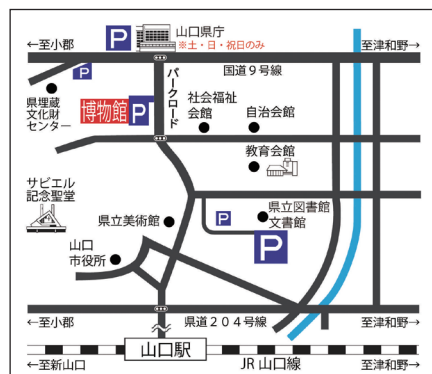 P
山口県庁
※土・日・祝日のみ
←至小郡
至津和野→
国道9号線
P
県埋蔵
文化財
センター
博物館
P
パークロード
社会福祉
会館
自治会館
教育会館
サビエル
記念聖堂
県立美術館
P
県立図書館
文書館
P
山口
市役所
←至小郡
県道204号線
至津和野→
山口駅
←至新山口
JR山口線
至津和野→